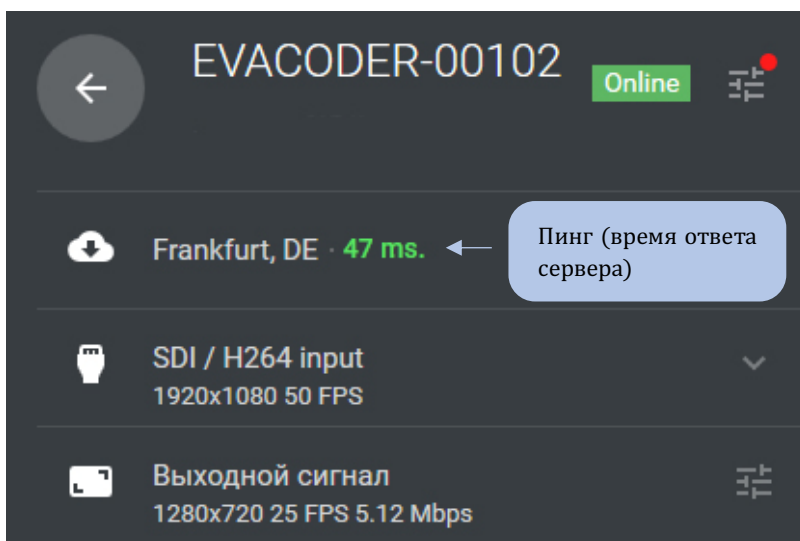 EVACODER-00102
Online
Frankfurt, DE · 47 ms.
Пинг (время ответа
сервера)
SDI / H264 input
1920x1080 50 FPS
Выходной сигнал
1280x720 25 FPS 5.12 Mbps